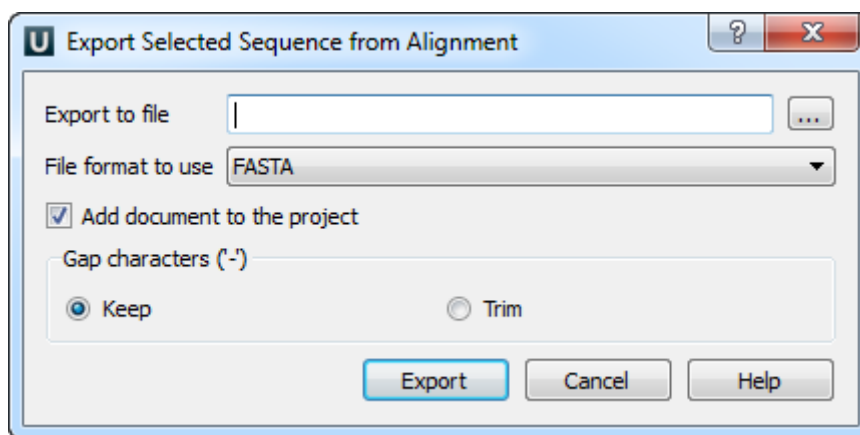 U Export Selected Sequence from Alignment ? X
Export to file ...
File format to use FASTA
Add document to the project
Gap characters ('-')
Keep Trim
Export Cancel Help